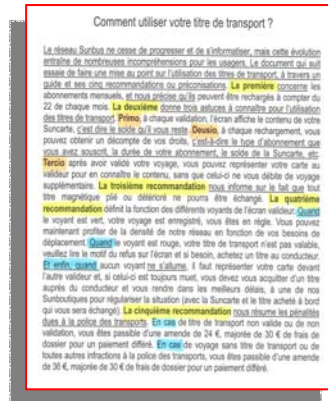 Comment utiliser votre titre de transport ?
Le réseau Sunbus ne cesse de progresser et de s'informatiser, mais cette évolution
entraîne de nombreuses incompréhensions pour les usagers. Le document qui suit
essaie de faire une mise au point sur l'utilisation des titres de transport, à travers un
guide et ses cinq recommandations ou préconisations. La première concerne les
abonnements mensuels, et nous précise qu'ils peuvent être rechargés à compter du
22 de chaque mois. La deuxième donne trois astuces à connaître pour l'utilisation
des titres de transport. Primo, à chaque validation, l'écran affiche le contenu de votre
Suncarte, c'est dire le solde qu'il vous reste. Deusio, à chaque rechargement, vous
pouvez obtenir un décompte de vos droits, c'est-à-dire le type d'abonnement que
vous avez souscrit, la durée de votre abonnement, le solde de la Suncarte, etc.
Tercio après avoir validé votre voyage, vous pouvez représenter votre carte au
valideur pour en connaître le contenu, sans que celui-ci ne vous débite de voyage
supplémentaire. La troisième recommandation nous informe sur le fait que tout
titre magnétique plié ou détérioré ne pourra être échangé. La quatrième
recommandation définit la fonction des différents voyants de l'écran valideur. Quand
le voyant est vert, votre voyage est enregistré, vous êtes en règle. Vous pouvez
maintenant profiter de la densité de notre réseau en fonction de vos besoins de
déplacement. Quand le voyant est rouge, votre titre de transport n'est pas valable,
veuillez lire le motif du refus sur l'écran et si besoin, achetez un titre au conducteur.
Et enfin, quand aucun voyant ne s'allume, il faut représenter votre carte devant
l'autre valideur et, si celui-ci est toujours muet, vous devez vous acquitter d'un titre
auprès du conducteur et vous rendre dans les meilleurs délais, à une de nos
Sunboutiques pour régulariser la situation (avec la Suncarte et le titre acheté à bord
qui vous sera échangé). La cinquième recommandation nous résume les pénalités
dues à la police des transports. En cas de titre de transport non valide ou de non
validation, vous êtes passible d'une amende de 24 €, majorée de 30 € de frais de
dossier pour un paiement différé. En cas de voyage sans titre de transport ou de
toutes autres infractions à la police des transports, vous êtes passible d'une amende
de 36 €, majorée de 30 € de frais de dossier pour un paiement différé.